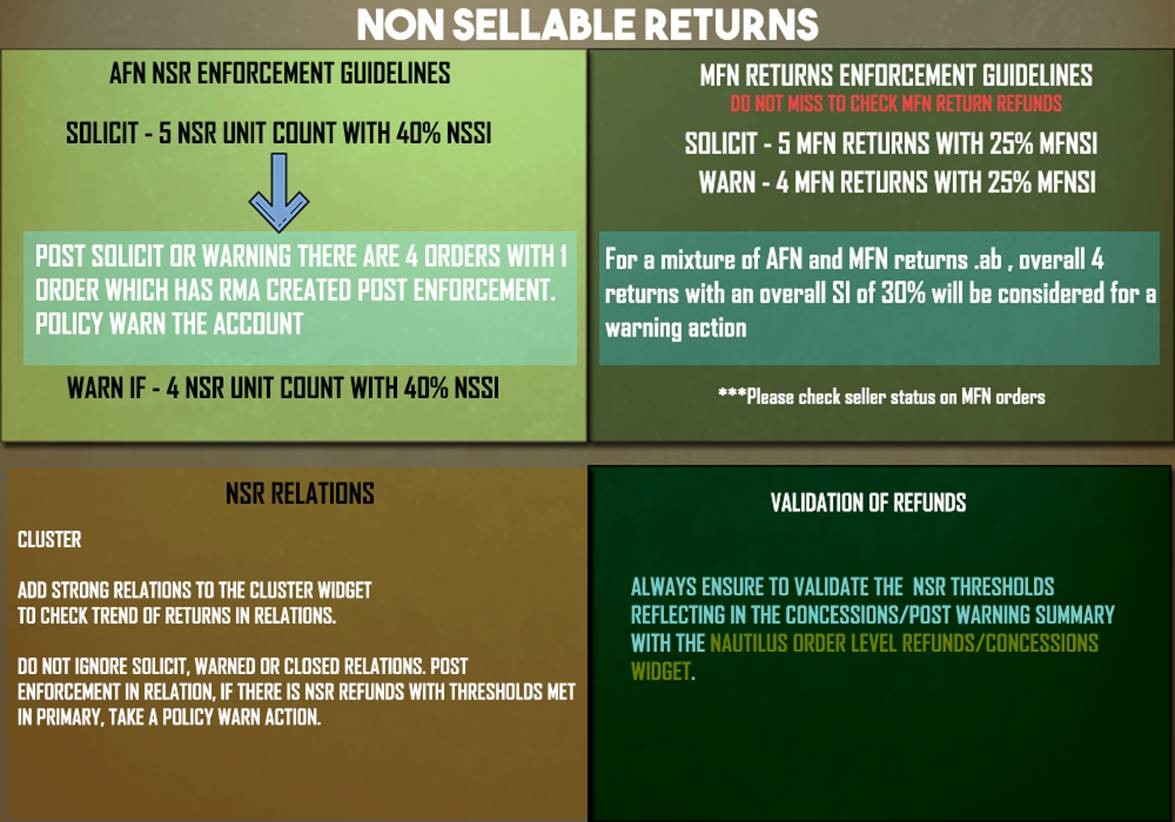 NON SELLABLE RETURNS
AFN NSR ENFORCEMENT GUIDELINES
SOLICIT - 5 NSR UNIT COUNT WITH 40% NSSI
POST SOLICIT OR WARNING THERE ARE 4 ORDERS WITH 1
ORDER WHICH HAS RMA CREATED POST ENFORCEMENT.
POLICY WARN THE ACCOUNT
WARN IF - 4 NSR UNIT COUNT WITH 40% NSSI
MFN RETURNS ENFORCEMENT GUIDELINES
DO NOT MISS TO CHECK MFN RETURN REFUNDS
SOLICIT - 5 MFN RETURNS WITH 25% MFNSI
WARN - 4 MFN RETURNS WITH 25% MFNSI
For a mixture of AFN and MFN returns .ab , overall 4
returns with an overall SI of 30% will be considered for a
warning action
***Please check seller status on MFN orders
NSR RELATIONS
CLUSTER
ADD STRONG RELATIONS TO THE CLUSTER WIDGET
TO CHECK TREND OF RETURNS IN RELATIONS.
DO NOT IGNORE SOLICIT, WARNED OR CLOSED RELATIONS. POST
ENFORCEMENT IN RELATION, IF THERE IS NSR REFUNDS WITH THRESHOLDS MET
IN PRIMARY, TAKE A POLICY WARN ACTION.
VALIDATION OF REFUNDS
ALWAYS ENSURE TO VALIDATE THE NSR THRESHOLDS
REFLECTING IN THE CONCESSIONS/POST WARNING SUMMARY
WITH THE NAUTILUS ORDER LEVEL REFUNDS/CONCESSIONS
WIDGET.